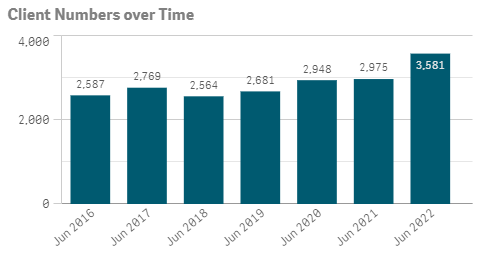 Client Numbers over Time
4,000
2,000
0
2,587
2,769
2,564
2,681
2,948
2,975
3,581
Jun 2016
Jun 2017
Jun 2018
Jun 2019
Jun 2020
Jun 2021
Jun 2022